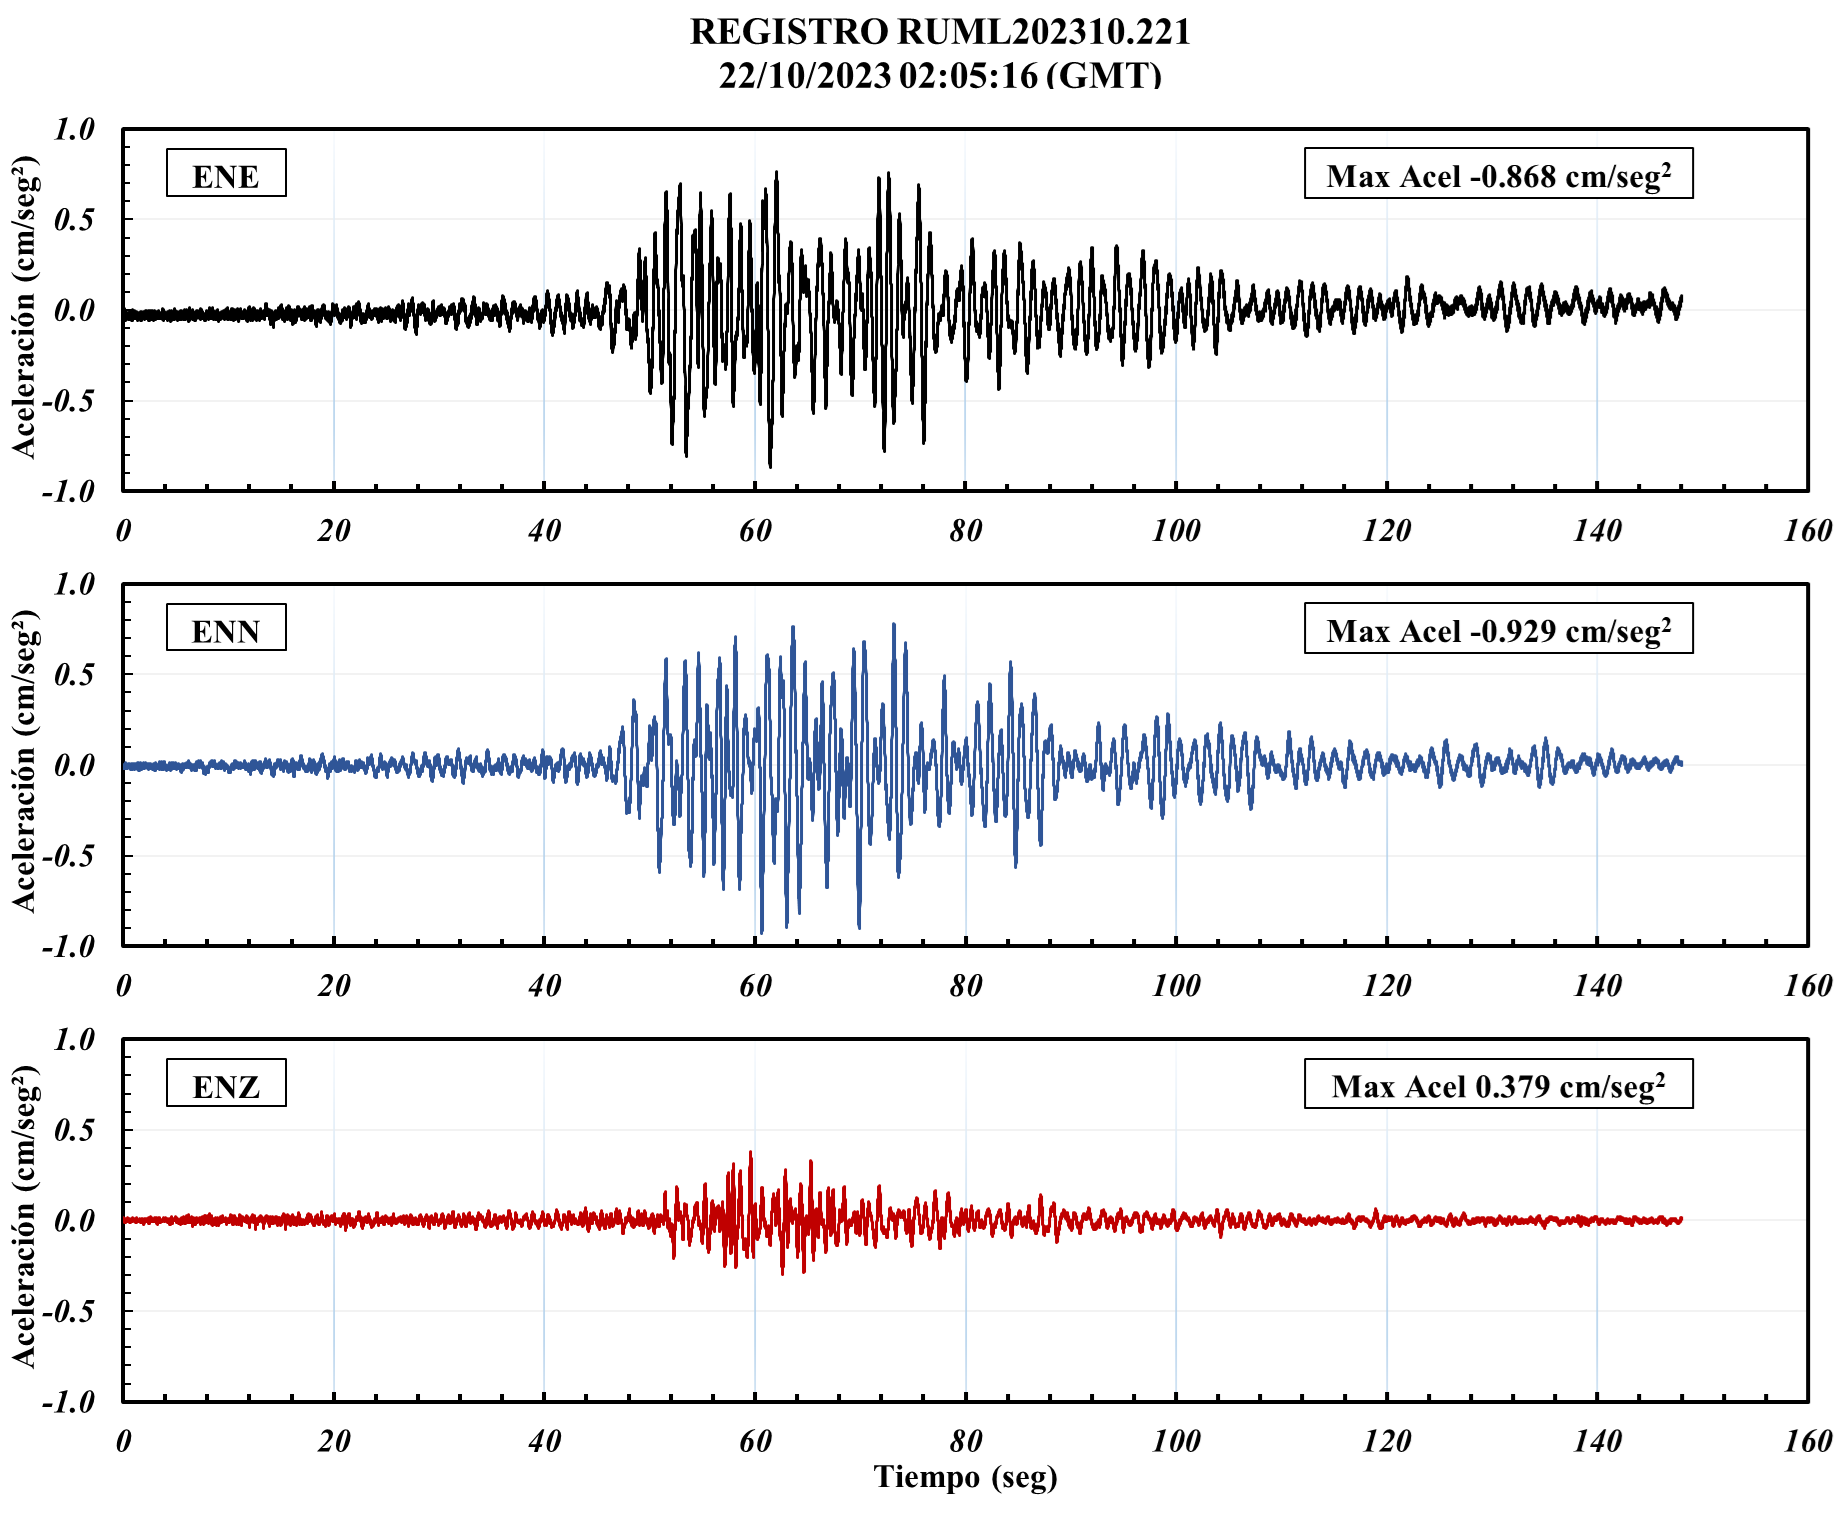 REGISTRO RUML202310.221
22/10/2023 02:05:16 (GMT)
Aceleración (cm/seg²)
1.0
0.5
0.0
-0.5
-1.0
ENE
Max Acel -0.868 cm/seg²
0 20 40 60 80 100 120 140 160
Aceleración (cm/seg²)
1.0
0.5
0.0
-0.5
-1.0
ENN
Max Acel -0.929 cm/seg²
0 20 40 60 80 100 120 140 160
Aceleración (cm/seg²)
1.0
0.5
0.0
-0.5
-1.0
ENZ
Max Acel 0.379 cm/seg²
0 20 40 60 80 100 120 140 160
Tiempo (seg)